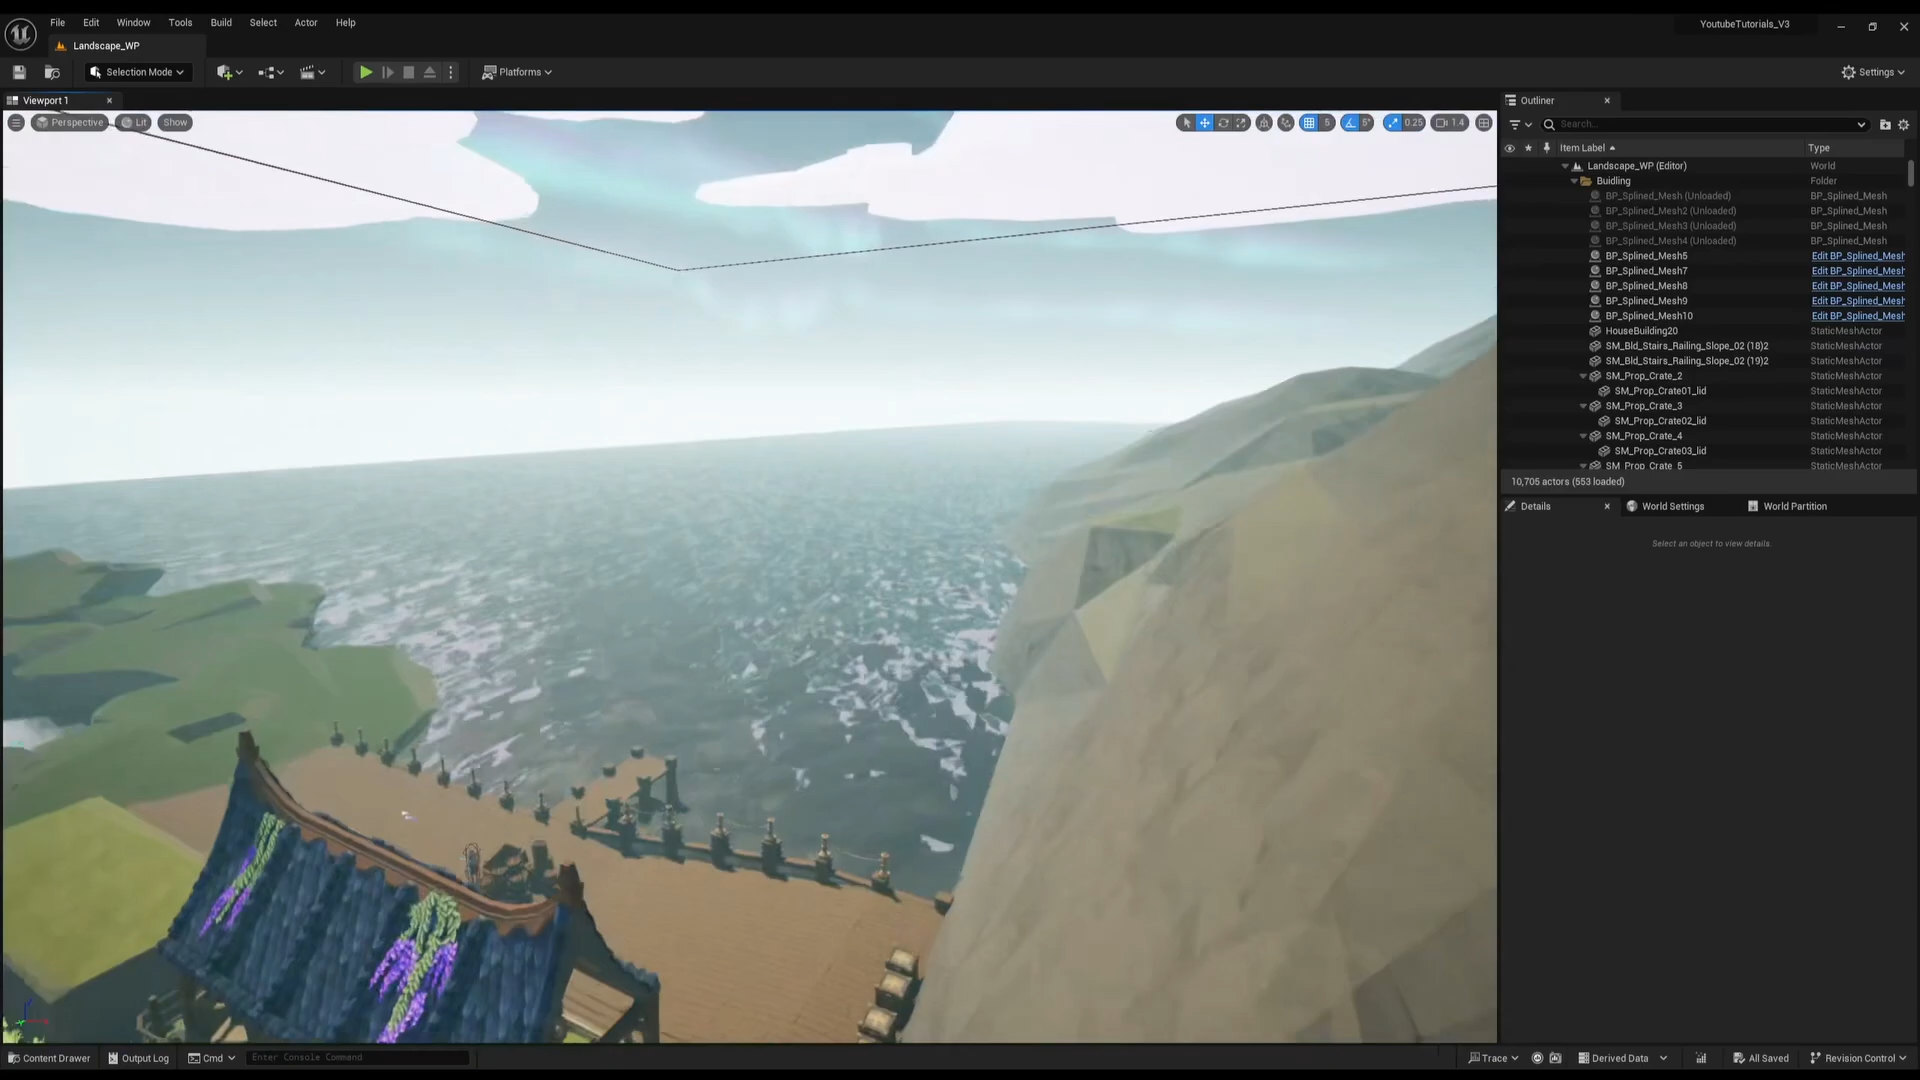 File Edit Window Tools Build Select Actor Help
YoutubeTutorials_V3
Landscape_WP
Selection Mode
Platforms
Settings
Viewport 1
Perspective Lit Show
5 5° 0.25 1.4
Outliner
Search...
Item Label Type
Landscape_WP (Editor) World
Buidling Folder
BP_Splined_Mesh (Unloaded) BP_Splined_Mesh
BP_Splined_Mesh2 (Unloaded) BP_Splined_Mesh
BP_Splined_Mesh3 (Unloaded) BP_Splined_Mesh
BP_Splined_Mesh4 (Unloaded) BP_Splined_Mesh
BP_Splined_Mesh5 Edit BP_Splined_Mesh
BP_Splined_Mesh7 Edit BP_Splined_Mesh
BP_Splined_Mesh8 Edit BP_Splined_Mesh
BP_Splined_Mesh9 Edit BP_Splined_Mesh
BP_Splined_Mesh10 Edit BP_Splined_Mesh
HouseBuilding20 StaticMeshActor
SM_Bld_Stairs_Railing_Slope_02 (18)2 StaticMeshActor
SM_Bld_Stairs_Railing_Slope_02 (19)2 StaticMeshActor
SM_Prop_Crate_2 StaticMeshActor
SM_Prop_Crate01_lid StaticMeshActor
SM_Prop_Crate_3 StaticMeshActor
SM_Prop_Crate02_lid StaticMeshActor
SM_Prop_Crate_4 StaticMeshActor
SM_Prop_Crate03_lid StaticMeshActor
SM_Prop_Crate_5 StaticMeshActor
10,705 actors (553 loaded)
Details World Settings World Partition
Select an object to view details.
Content Drawer Output Log Cmd Enter Console Command
Trace Derived Data All Saved Revision Control